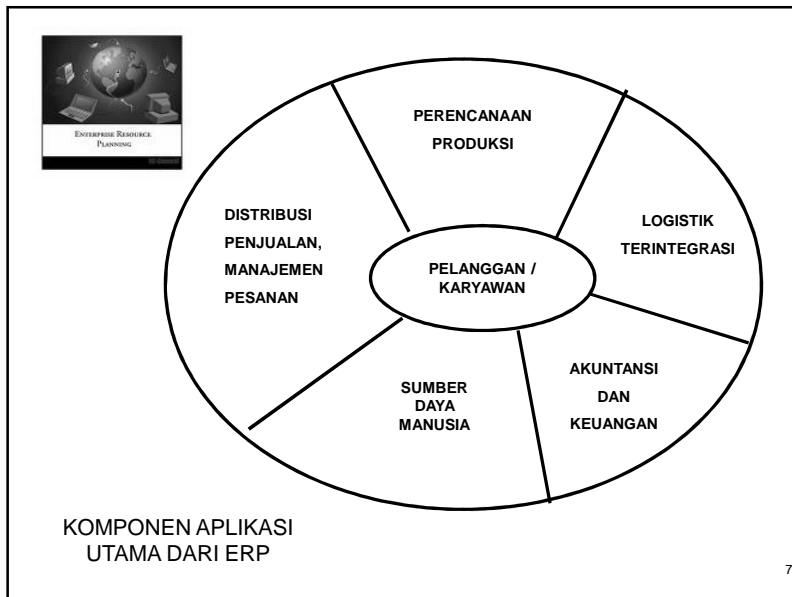 ENTERPRISE RESOURCE
PLANNING
PERENCANAAN
PRODUKSI
DISTRIBUSI
PENJUALAN,
MANAJEMEN
PESANAN
LOGISTIK
TERINTEGRASI
PELANGGAN /
KARYAWAN
SUMBER
DAYA
MANUSIA
AKUNTANSI
DAN
KEUANGAN
KOMPONEN APLIKASI
UTAMA DARI ERP
7